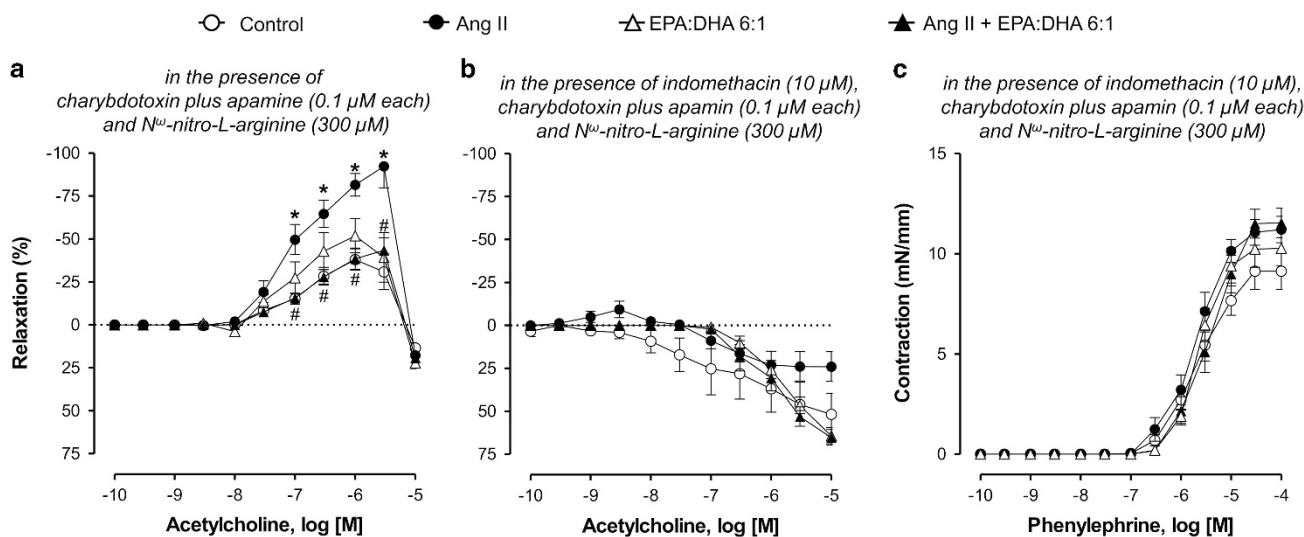 Control Ang II EPA:DHA 6:1 Ang II + EPA:DHA 6:1
a
in the presence of
charybdotoxin plus apamine (0.1 µM each)
and Nω-nitro-L-arginine (300 µM)
Relaxation (%)
-100
-75
-50
-25
0
25
50
75
* * * *
# # # #
-10 -9 -8 -7 -6 -5
Acetylcholine, log [M]
b
in the presence of indomethacin (10 µM),
charybdotoxin plus apamin (0.1 µM each)
and Nω-nitro-L-arginine (300 µM)
-100
-75
-50
-25
0
25
50
75
-10 -9 -8 -7 -6 -5
Acetylcholine, log [M]
c
in the presence of indomethacin (10 µM),
charybdotoxin plus apamin (0.1 µM each)
and Nω-nitro-L-arginine (300 µM)
Contraction (mN/mm)
15
10
5
0
-10 -8 -6 -4
Phenylephrine, log [M]